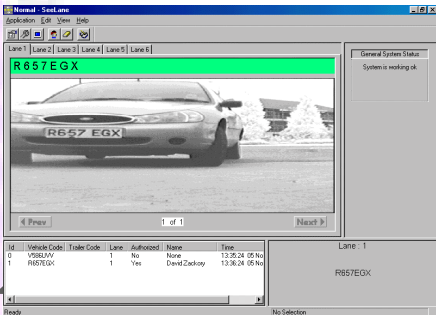 Normal - SeeLane
Application Edit View Help
Lane 1 Lane 2 Lane 3 Lane 4 Lane 5 Lane 6
R657EGX
R657 EGX
Prev 1 of 1 Next
General System Status
System is working ok.
Id Vehicle Code Trailer Code Lane Authorized Name Time
0 V586UVV 1 No None 13:35:24 05 No
1 R657EGX 1 Yes David Zackory 13:36:24 05 No
Lane : 1
R657EGX
Ready No Selection